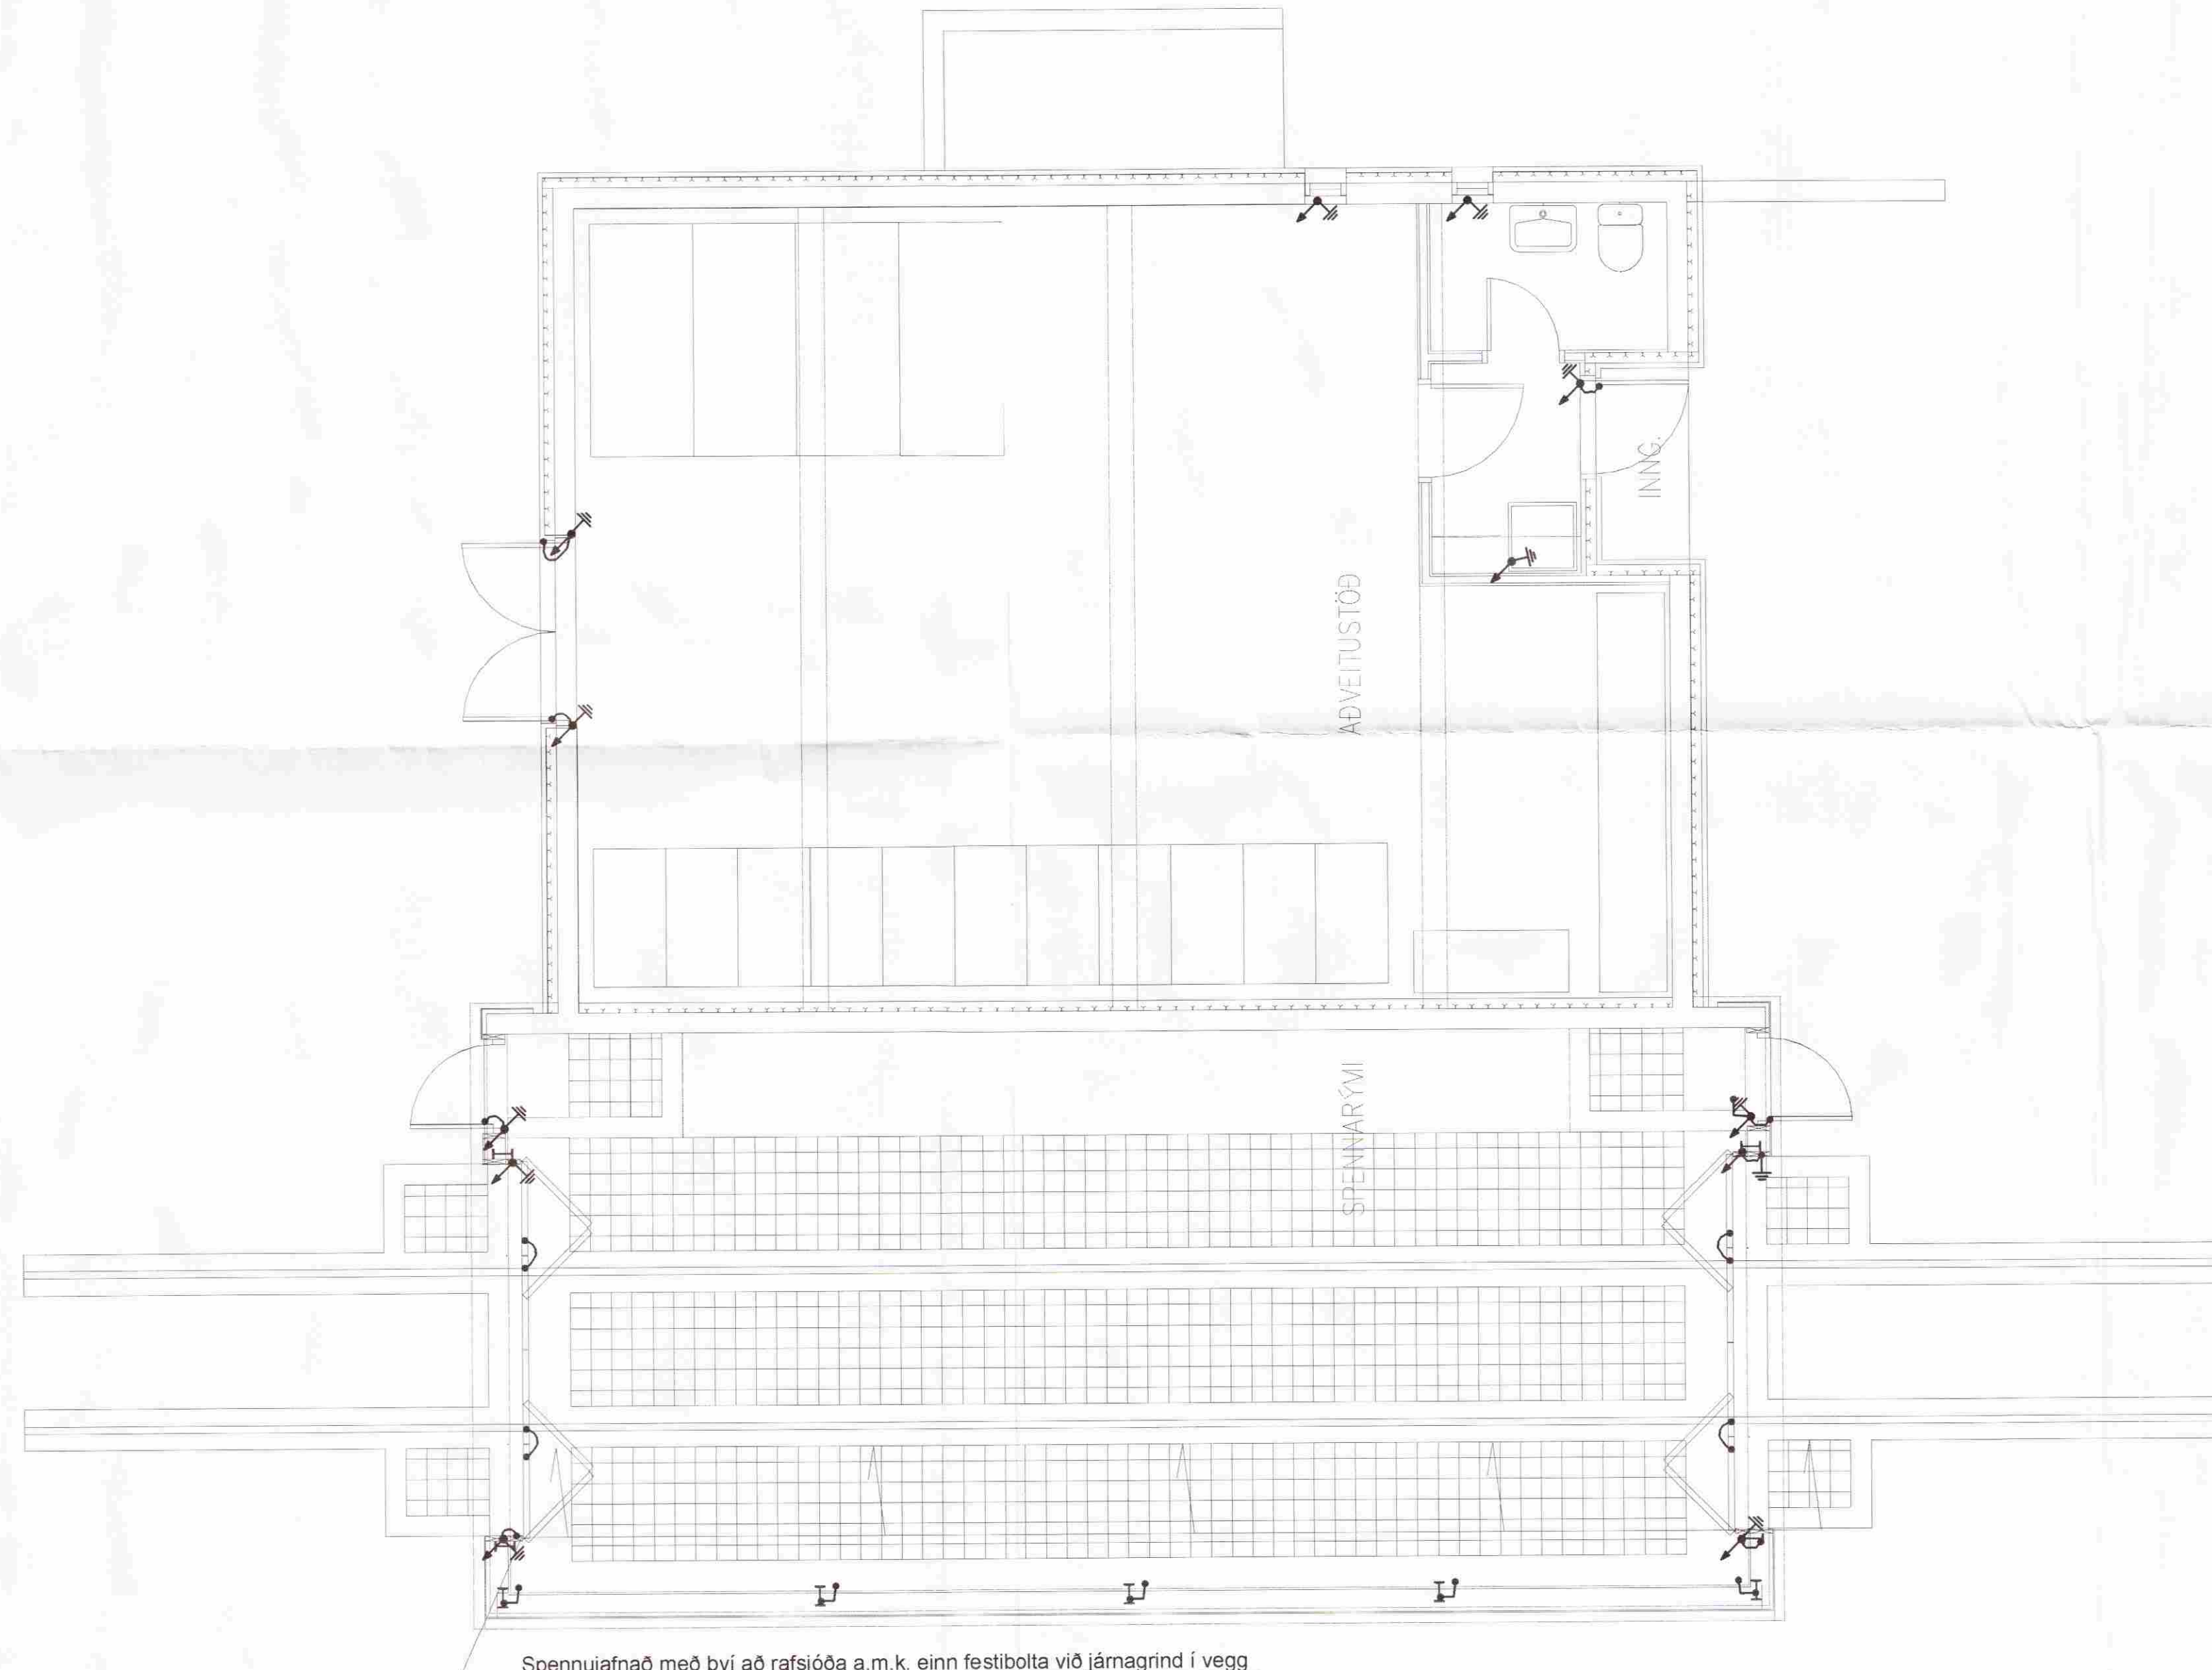 INNG.
AÐVEITUSTÖÐ
SPENNARÝMI
Spennujafnað með því að rafsjóða a.m.k. einn festibolta við járnagrind í vegg